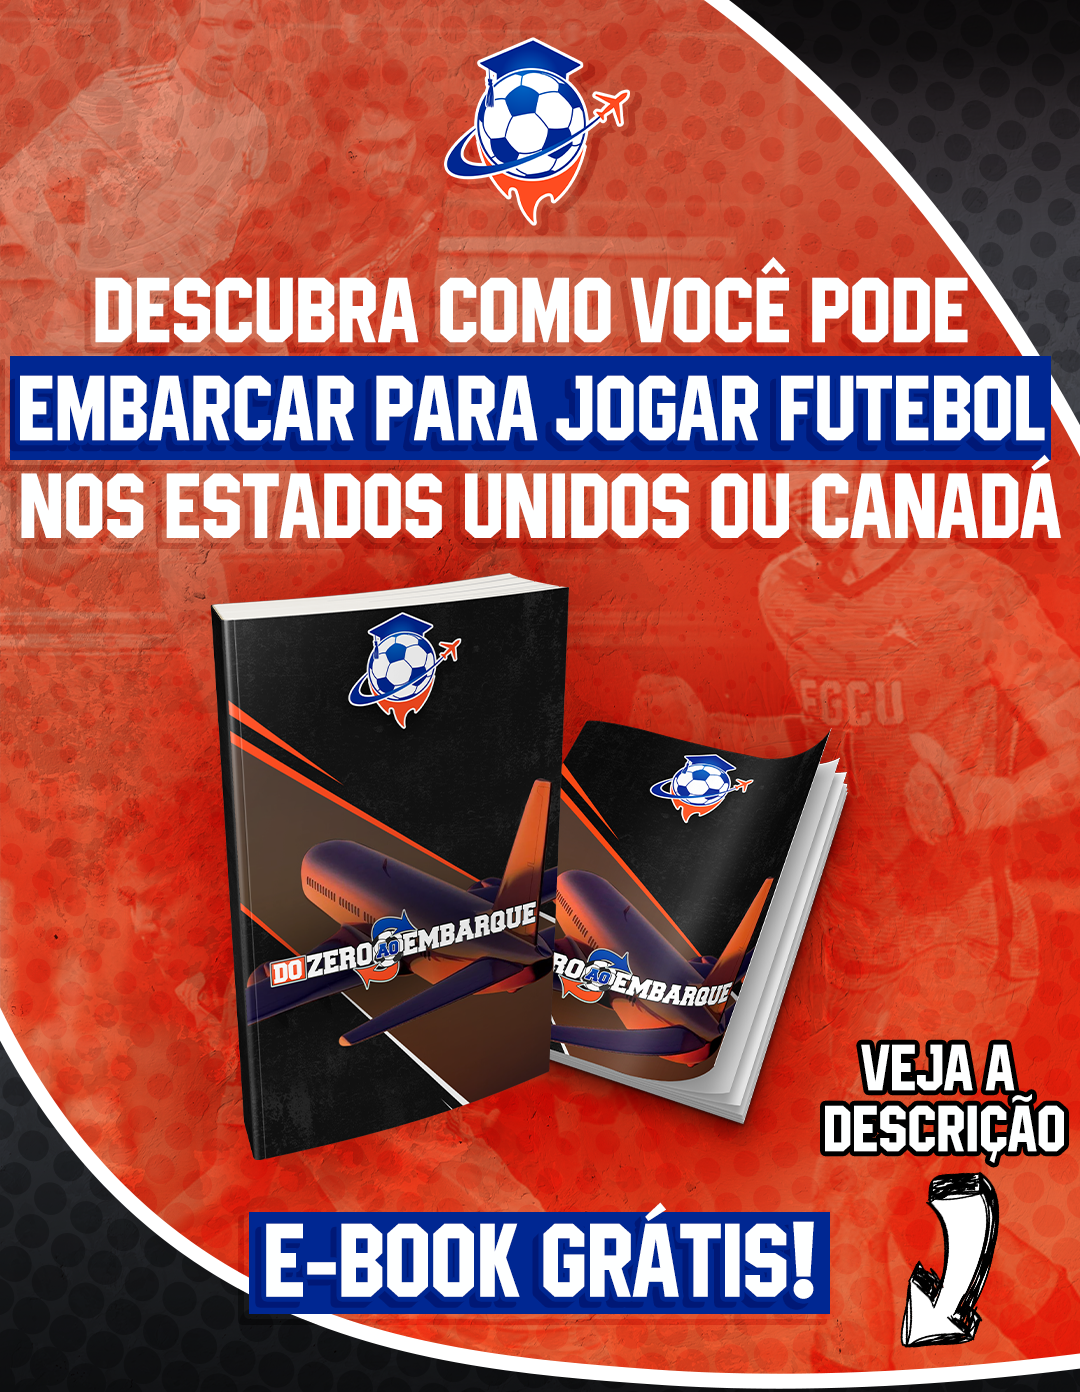 DESCUBRA COMO VOCÊ PODE
EMBARCAR PARA JOGAR FUTEBOL
NOS ESTADOS UNIDOS OU CANADÁ
FGCU
DO ZERO AO EMBARQUE
RO AO EMBARQUE
VEJA A
DESCRIÇÃO
E-BOOK GRÁTIS!